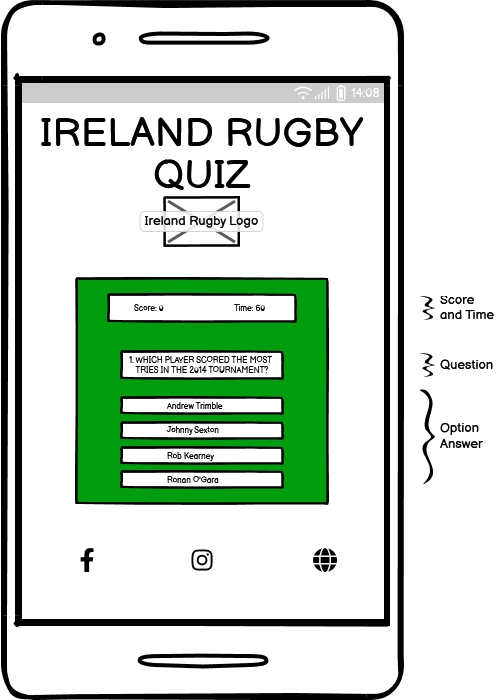 14:08
IRELAND RUGBY
QUIZ
Ireland Rugby Logo
Score: 0
Time: 60
Score
and Time
1. WHICH PLAYER SCORED THE MOST
TRIES IN THE 2014 TOURNAMENT?
Question
Andrew Trimble
Johnny Sexton
Rob Kearney
Ronan O'Gara
Option
Answer